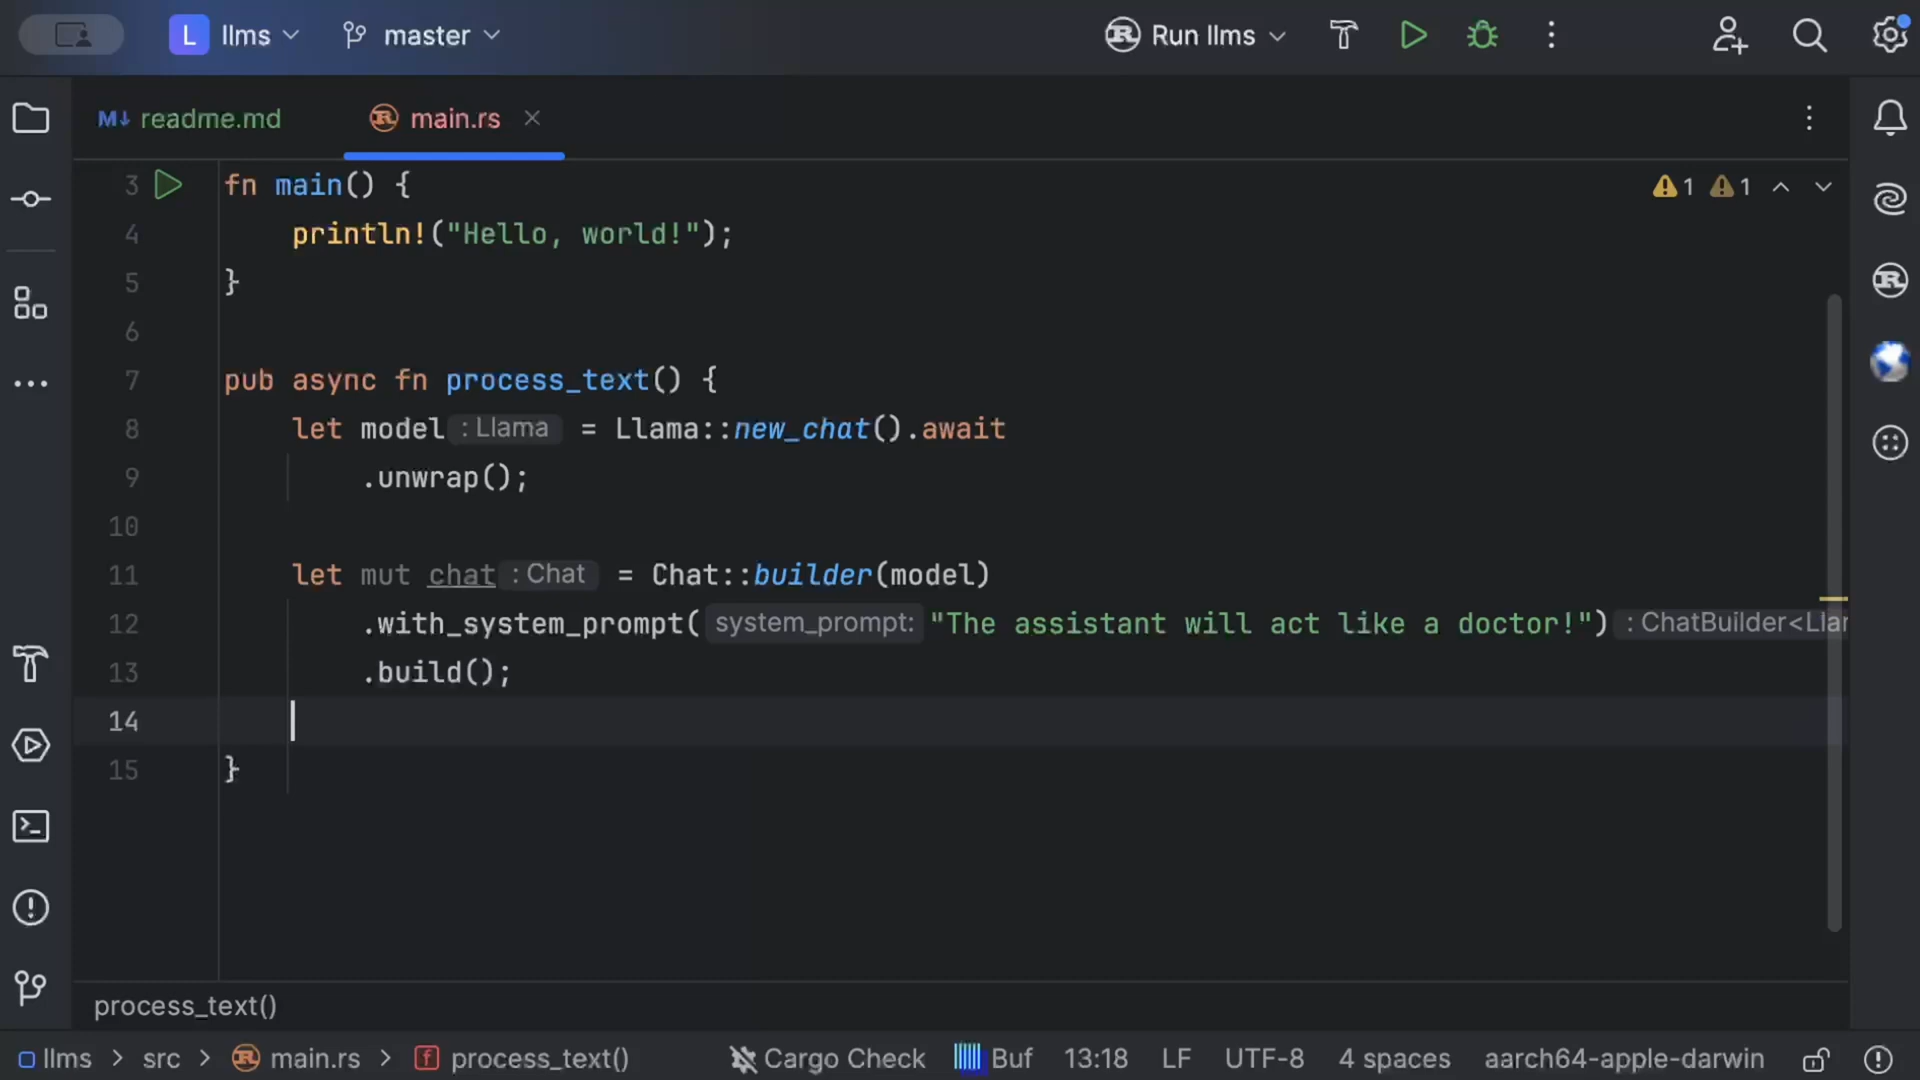 L llms master Run llms
M↓ readme.md main.rs
3 fn main() { 1 1
4 println!("Hello, world!");
5 }
6
7 pub async fn process_text() {
8 let model : Llama = Llama::new_chat().await
9 .unwrap();
10
11 let mut chat : Chat = Chat::builder(model)
12 .with_system_prompt( system_prompt: "The assistant will act like a doctor!") : ChatBuilder<Llam
13 .build();
14
15 }
process_text()
llms > src > main.rs > f process_text() Cargo Check Buf 13:18 LF UTF-8 4 spaces aarch64-apple-darwin